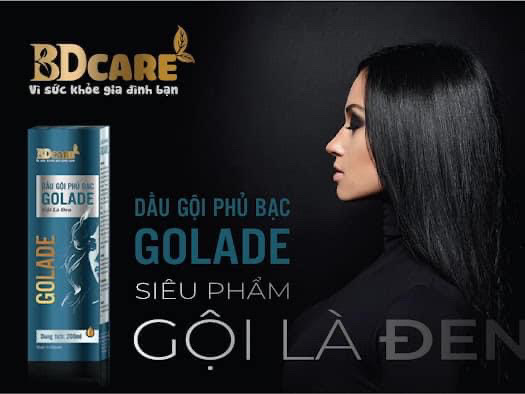 BDCARE
Vì sức khỏe gia đình bạn
BDCARE
DẦU GỘI PHỦ BẠC
GOLADE
Gội Là Đen
GOLADE
Dung tích: 200ml
DẦU GỘI PHỦ BẠC
GOLADE
SIÊU PHẨM
GỘI LÀ ĐEN